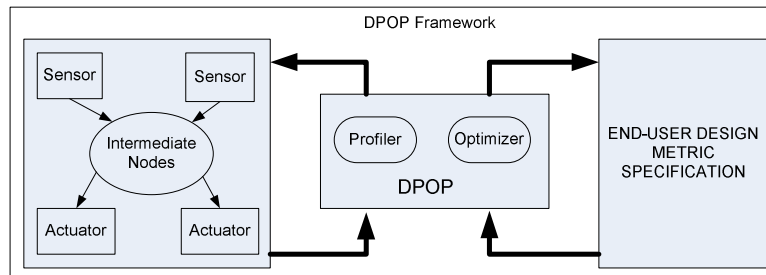 DPOP Framework
Sensor
Sensor
Intermediate
Nodes
Actuator
Actuator
Profiler
Optimizer
DPOP
END-USER DESIGN
METRIC
SPECIFICATION